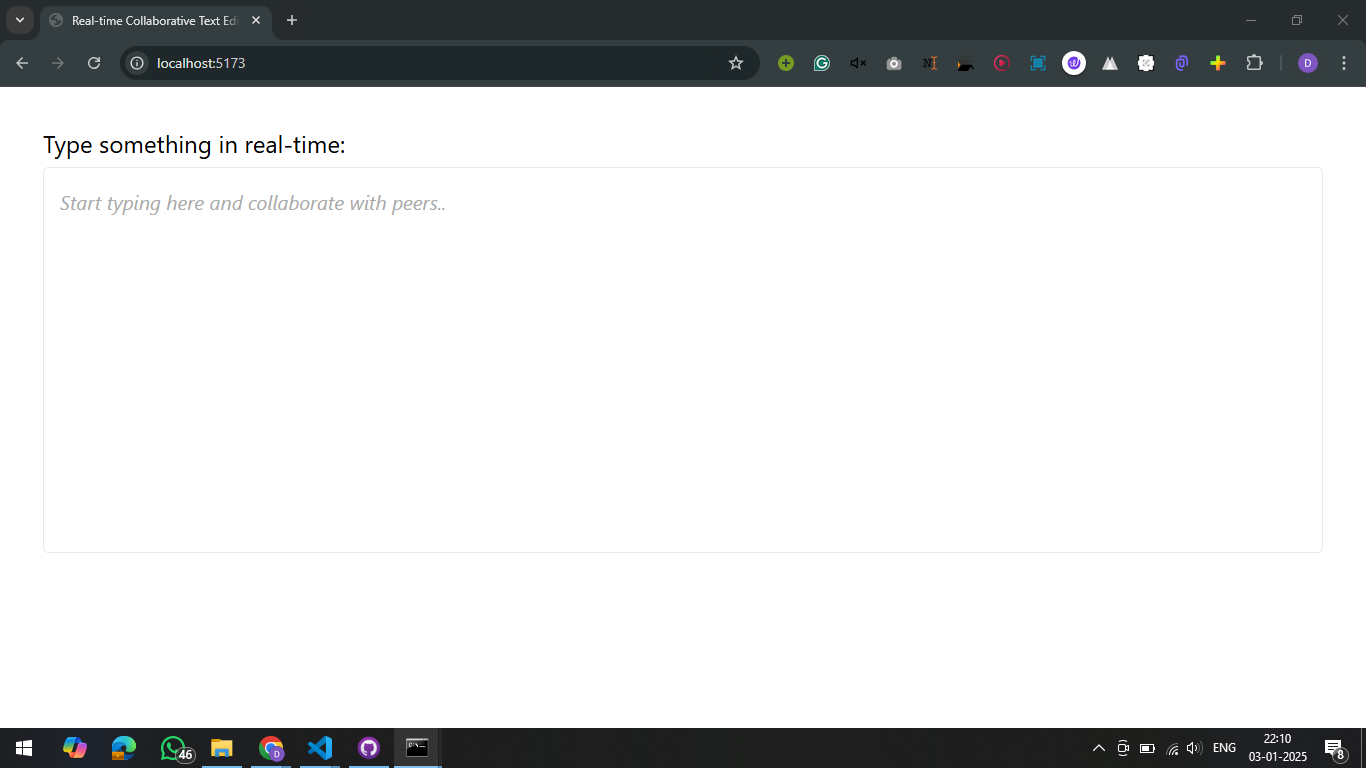 Real-time Collaborative Text Edi
localhost:5173
D
Type something in real-time:
Start typing here and collaborate with peers..
46
D
ENG
22:10
03-01-2025
8